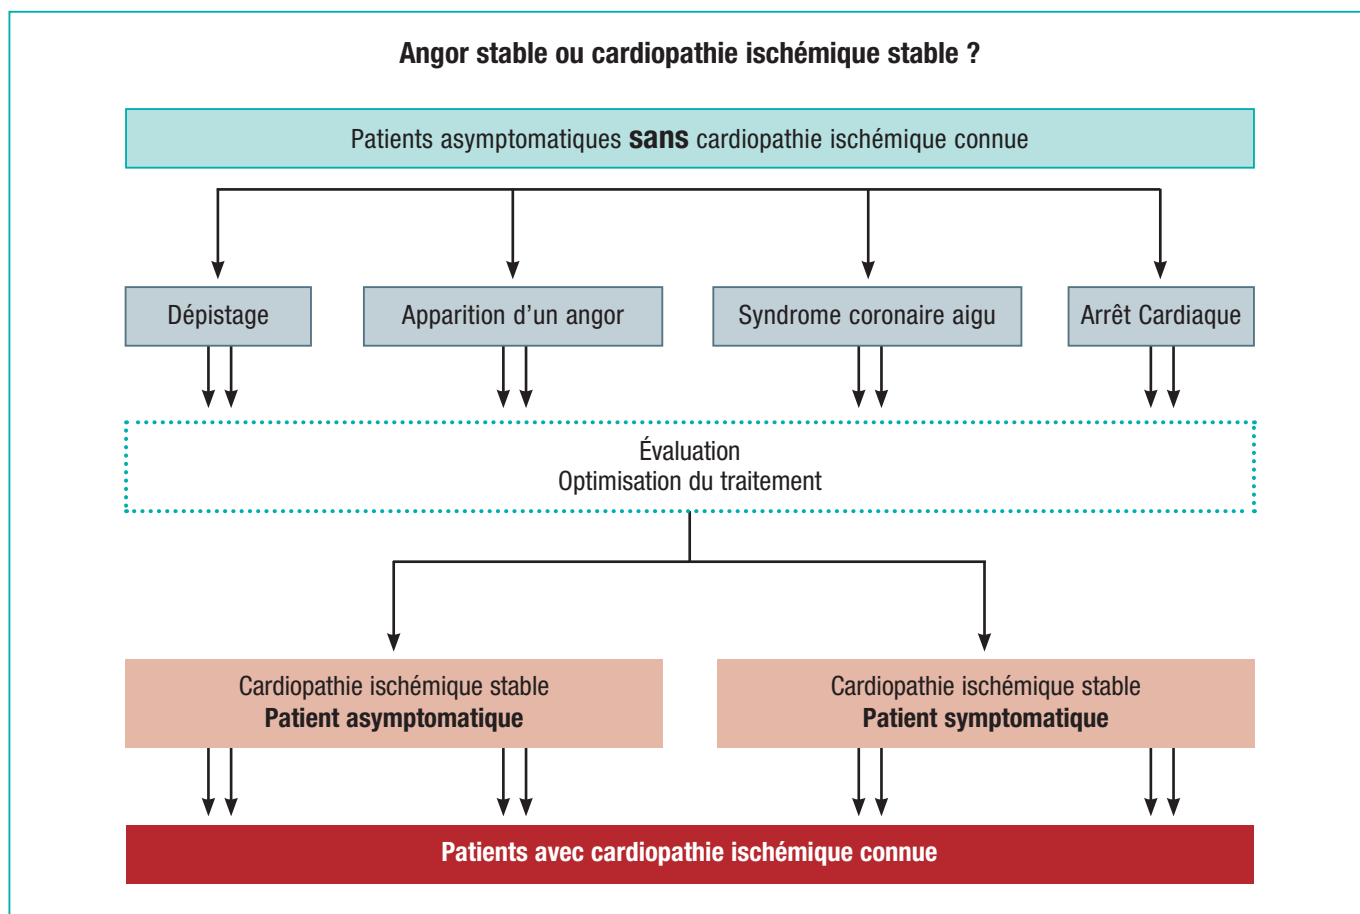 Angor stable ou cardiopathie ischémique stable ?
Patients asymptomatiques sans cardiopathie ischémique connue
Dépistage
Apparition d’un angor
Syndrome coronaire aigu
Arrêt Cardiaque
Évaluation
Optimisation du traitement
Cardiopathie ischémique stable
Patient asymptomatique
Cardiopathie ischémique stable
Patient symptomatique
Patients avec cardiopathie ischémique connue